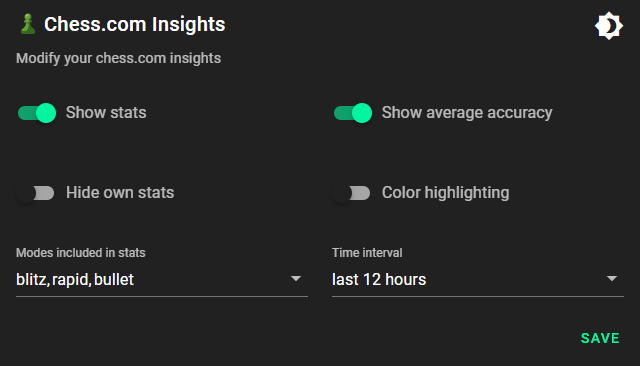 Chess.com Insights
Modify your chess.com insights
Show stats
Show average accuracy
Hide own stats
Color highlighting
Modes included in stats
Time interval
blitz, rapid, bullet
last 12 hours
SAVE